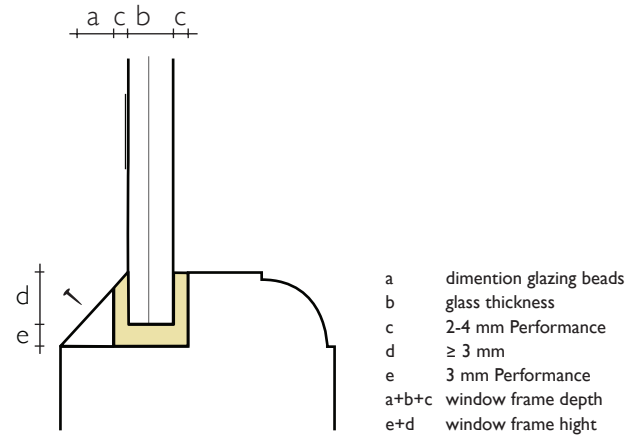 a c b c
d
e
a dimention glazing beads
b glass thickness
c 2-4 mm Performance
d ≥ 3 mm
e 3 mm Performance
a+b+c window frame depth
e+d window frame hight